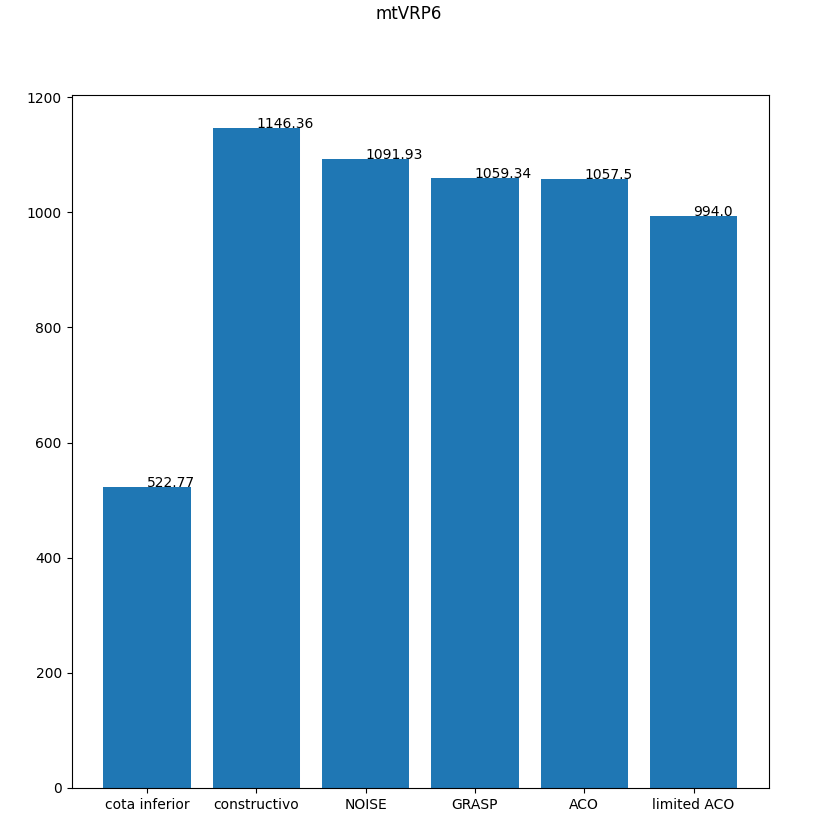 mtVRP6
1200
1000
800
600
400
200
0
522.77
1146.36
1091.93
1059.34
1057.5
994.0
cota inferior
constructivo
NOISE
GRASP
ACO
limited ACO